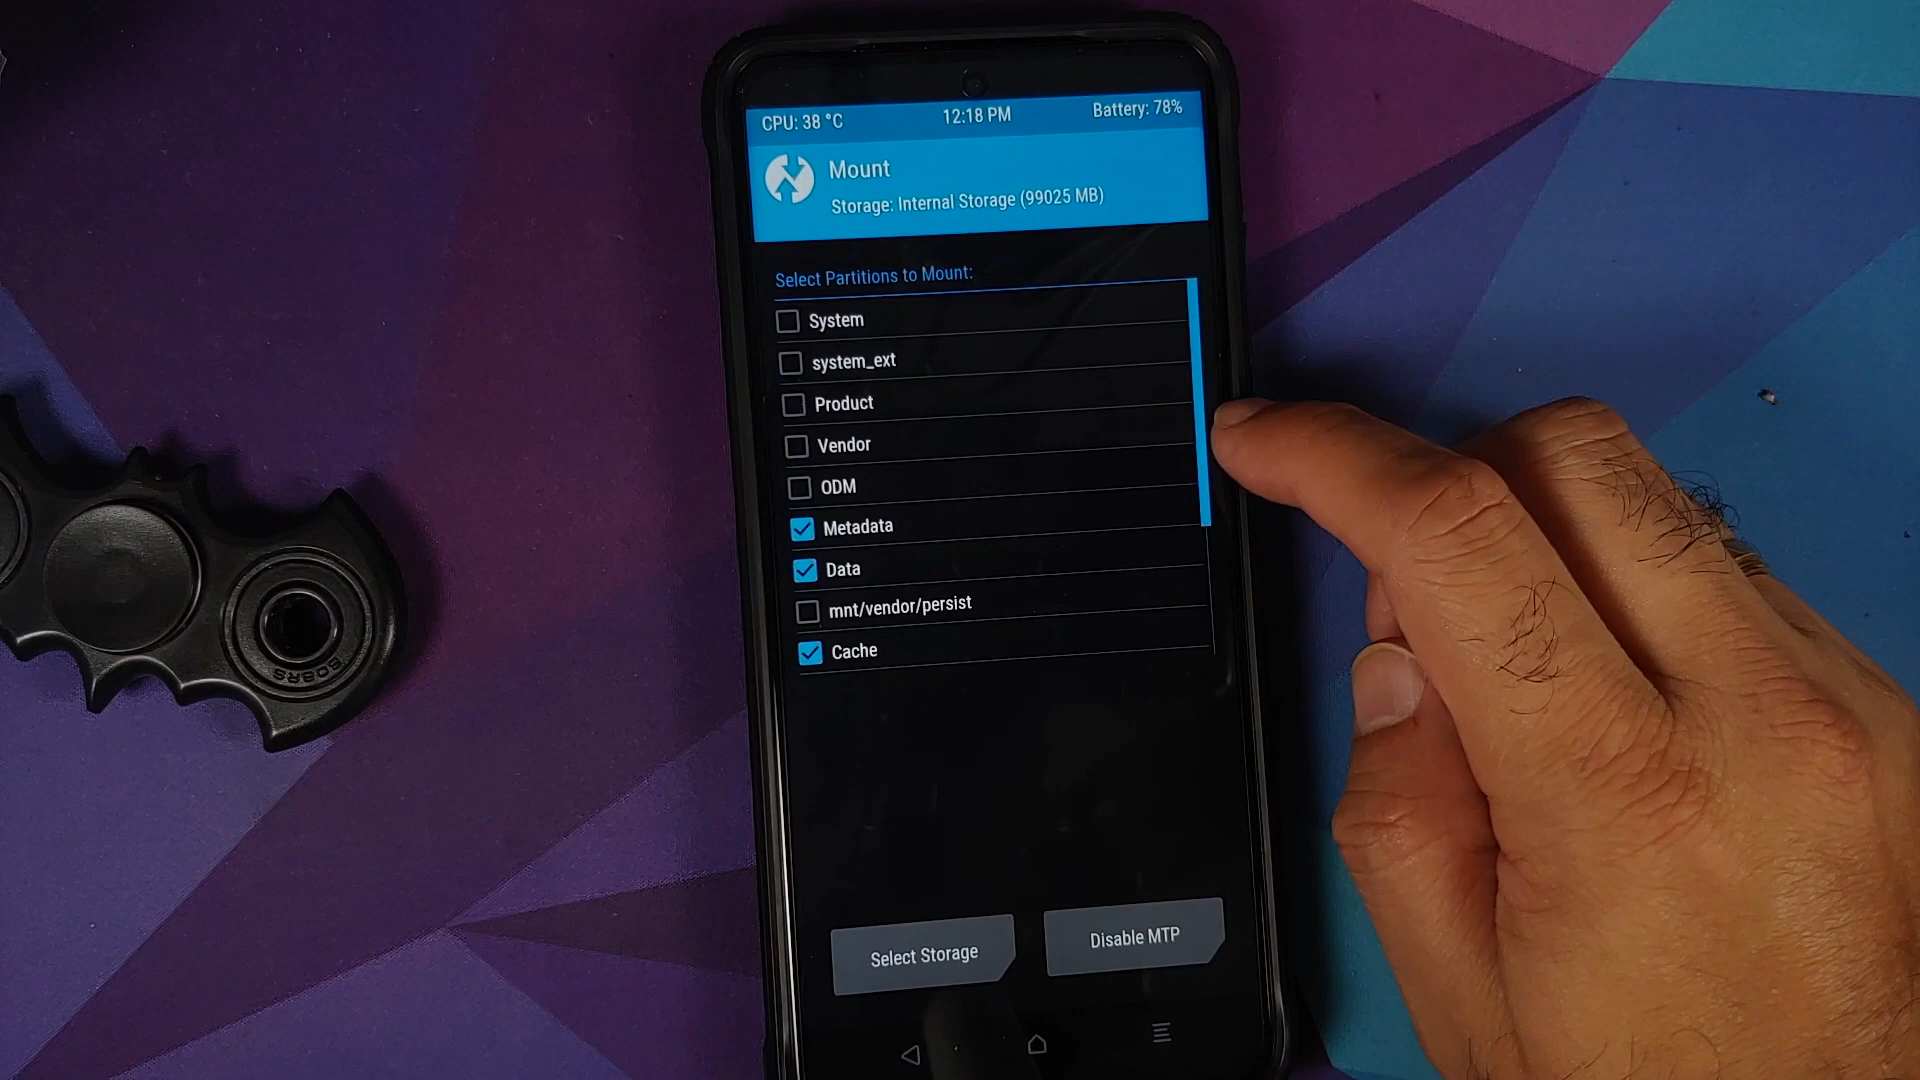 CPU: 38 °C 12:18 PM Battery: 78%
Mount
Storage: Internal Storage (99025 MB)
Select Partitions to Mount:
System
system_ext
Product
Vendor
ODM
Metadata
Data
mnt/vendor/persist
Cache
Select Storage Disable MTP